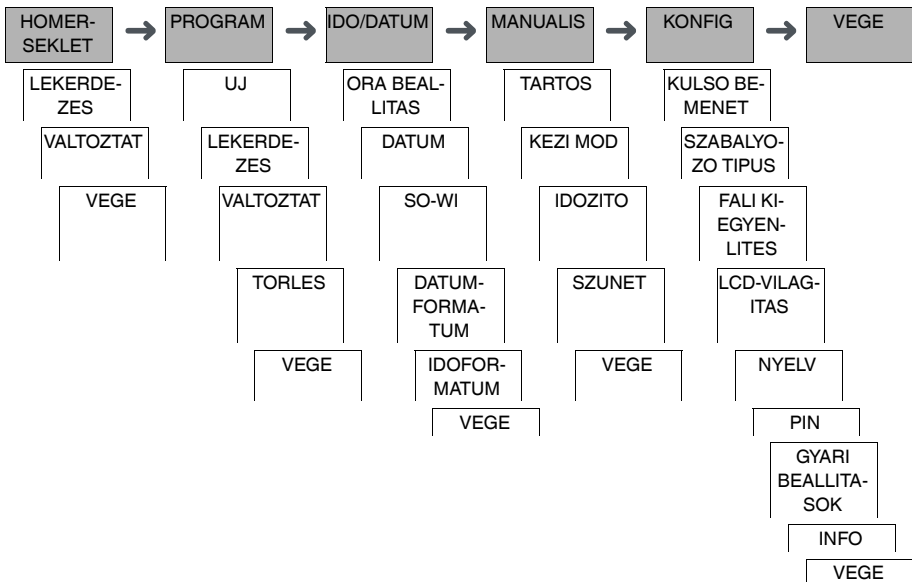 HOMER-
SEKLET
PROGRAM
IDO/DATUM
MANUALIS
KONFIG
VEGE
LEKERDE-
ZES
VALTOZTAT
VEGE
UJ
LEKERDE-
ZES
VALTOZTAT
TORLES
VEGE
ORA BEAL-
LITAS
DATUM
SO-WI
DATUM-
FORMA-
TUM
IDOFOR-
MATUM
VEGE
TARTOS
KEZI MOD
IDOZITO
SZUNET
VEGE
KULSO BE-
MENET
SZABALYO-
ZO TIPUS
FALI KI-
EGYEN-
LITES
LCD-VILAG-
ITAS
NYELV
PIN
GYARI
BEALLITA-
SOK
INFO
VEGE